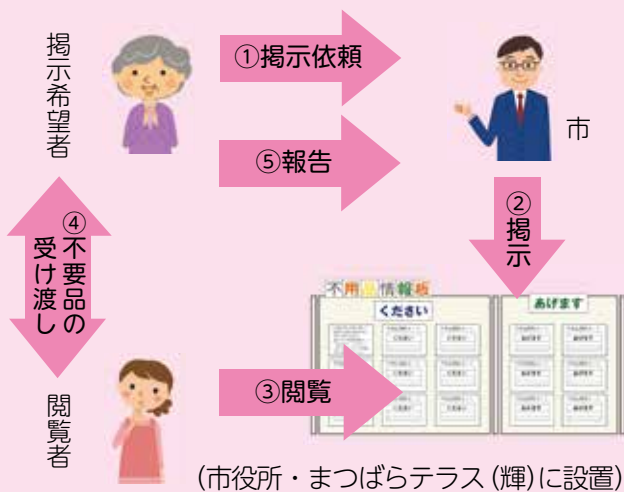 掲示希望者
①掲示依頼
⑤報告
市
②掲示
④不要品の
受け渡し
不用品情報板
ください
あげます
③閲覧
閲覧者
(市役所・まつばらテラス(輝)に設置)